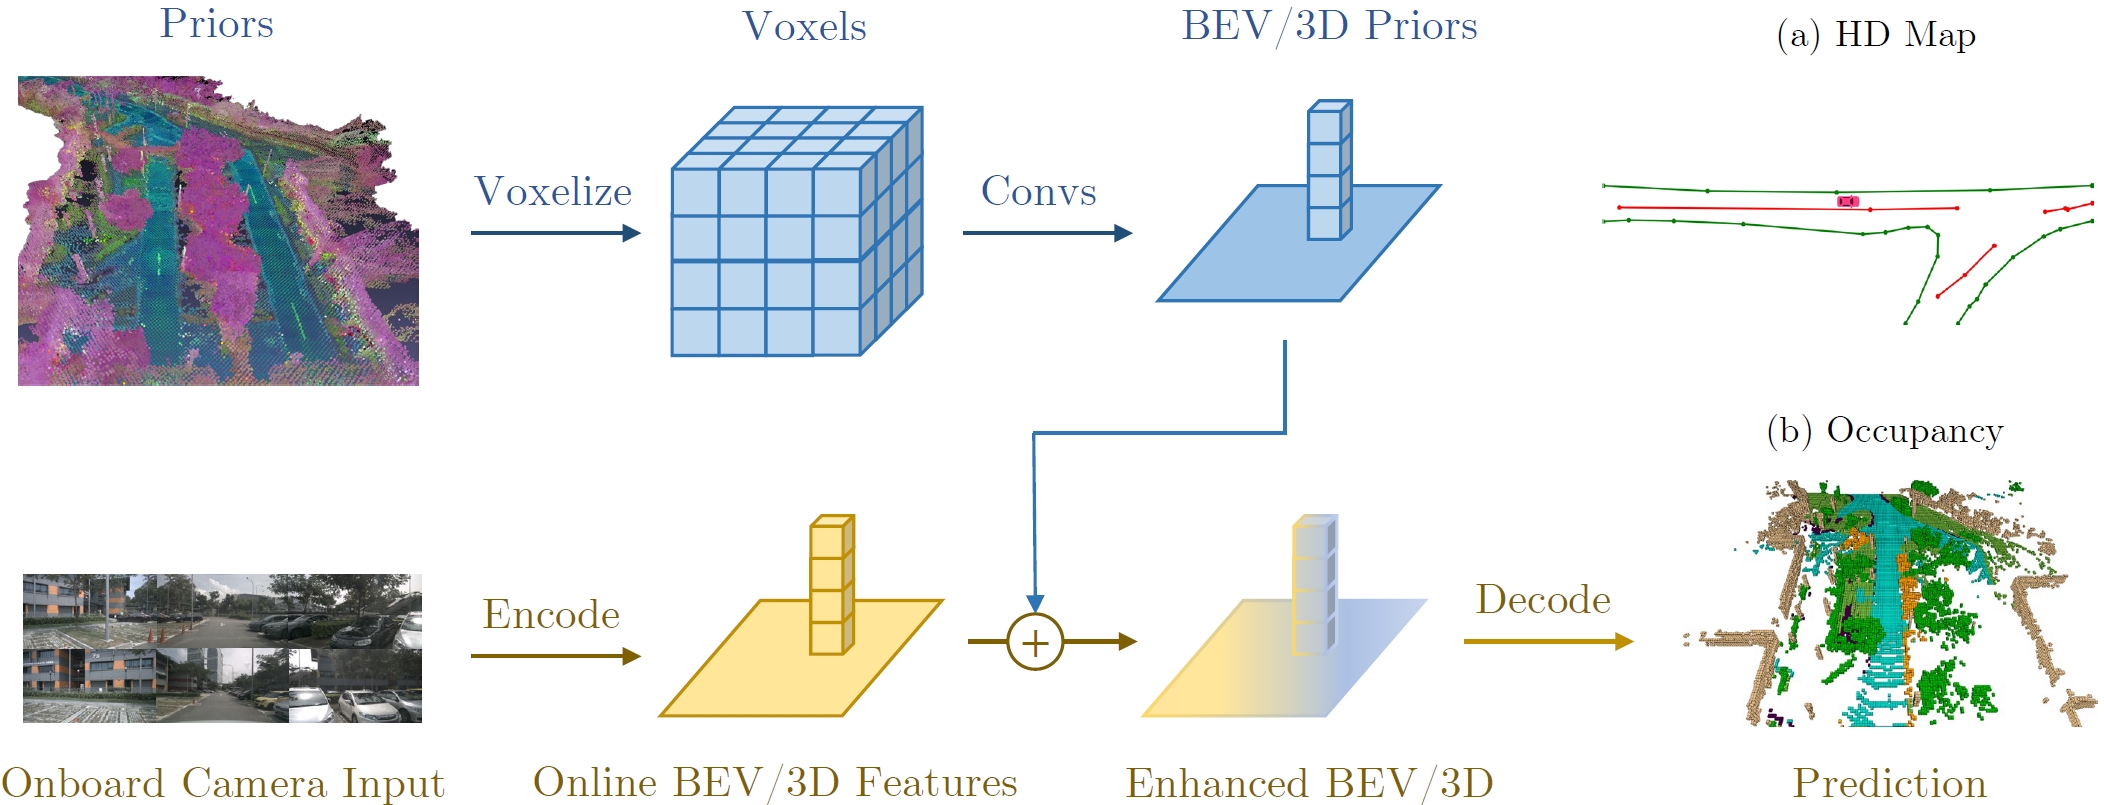 Priors
Voxels
BEV/3D Priors
(a) HD Map
Voxelize
Convs
(b) Occupancy
Encode
+
Decode
Onboard Camera Input
Online BEV/3D Features
Enhanced BEV/3D
Prediction